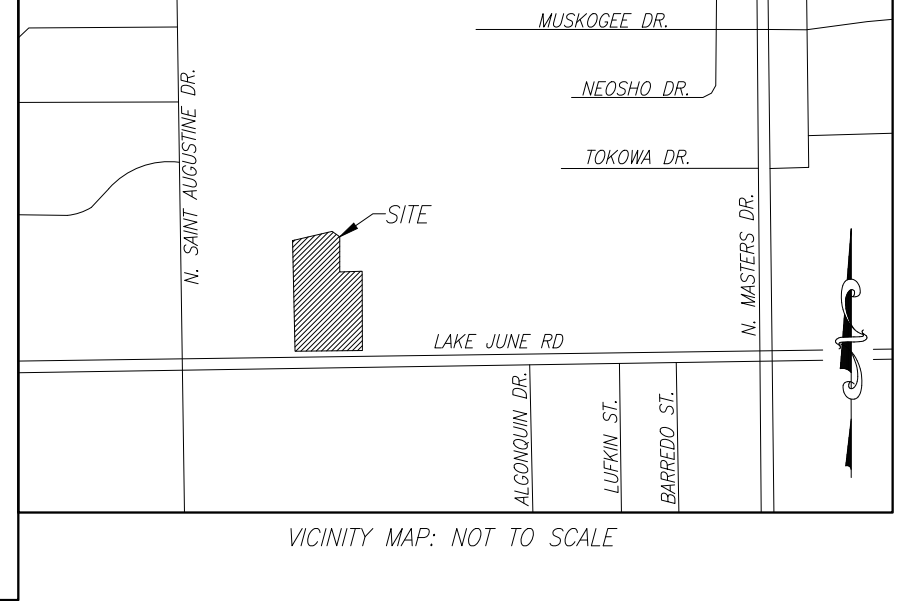 MUSKOGEE DR.
NEOSHO DR.
N. SAINT AUGUSTINE DR.
TOKOWA DR.
SITE
N. MASTERS DR.
LAKE JUNE RD
ALGONQUIN DR.
LUFKIN ST.
BARREDO ST.
VICINITY MAP: NOT TO SCALE